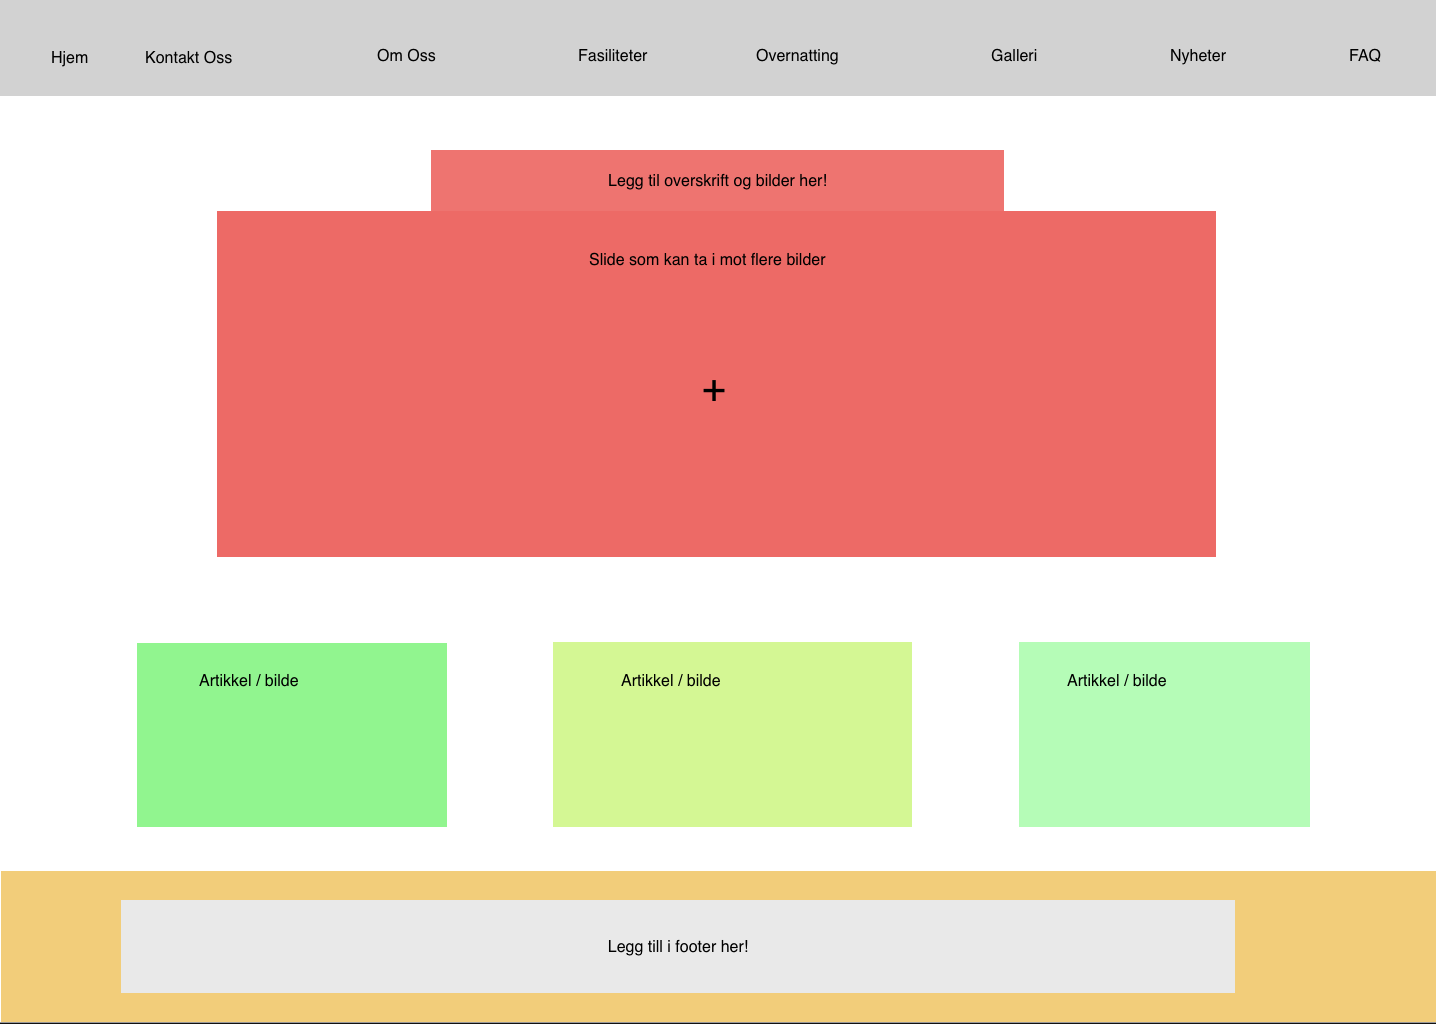 Hjem Kontakt Oss Om Oss Fasiliteter Overnatting Galleri Nyheter FAQ
Legg til overskrift og bilder her!
Slide som kan ta i mot flere bilder
+
Artikkel / bilde Artikkel / bilde Artikkel / bilde
Legg till i footer her!